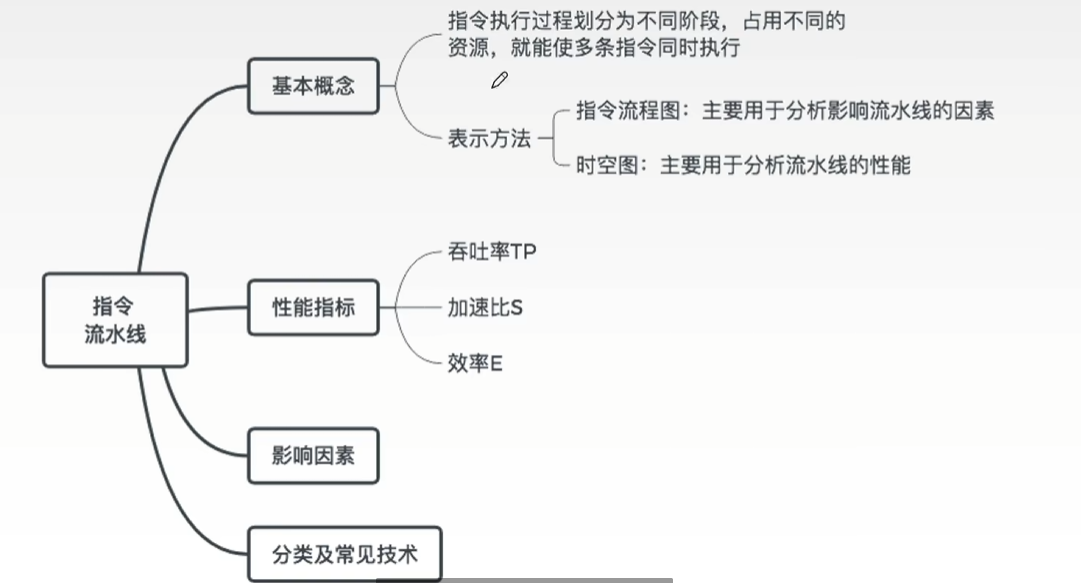 指令执行过程划分为不同阶段，占用不同的
资源，就能使多条指令同时执行
基本概念
指令流程图：主要用于分析影响流水线的因素
表示方法
时空图：主要用于分析流水线的性能
吞吐率TP
指令
流水线
性能指标
加速比S
效率E
影响因素
分类及常见技术